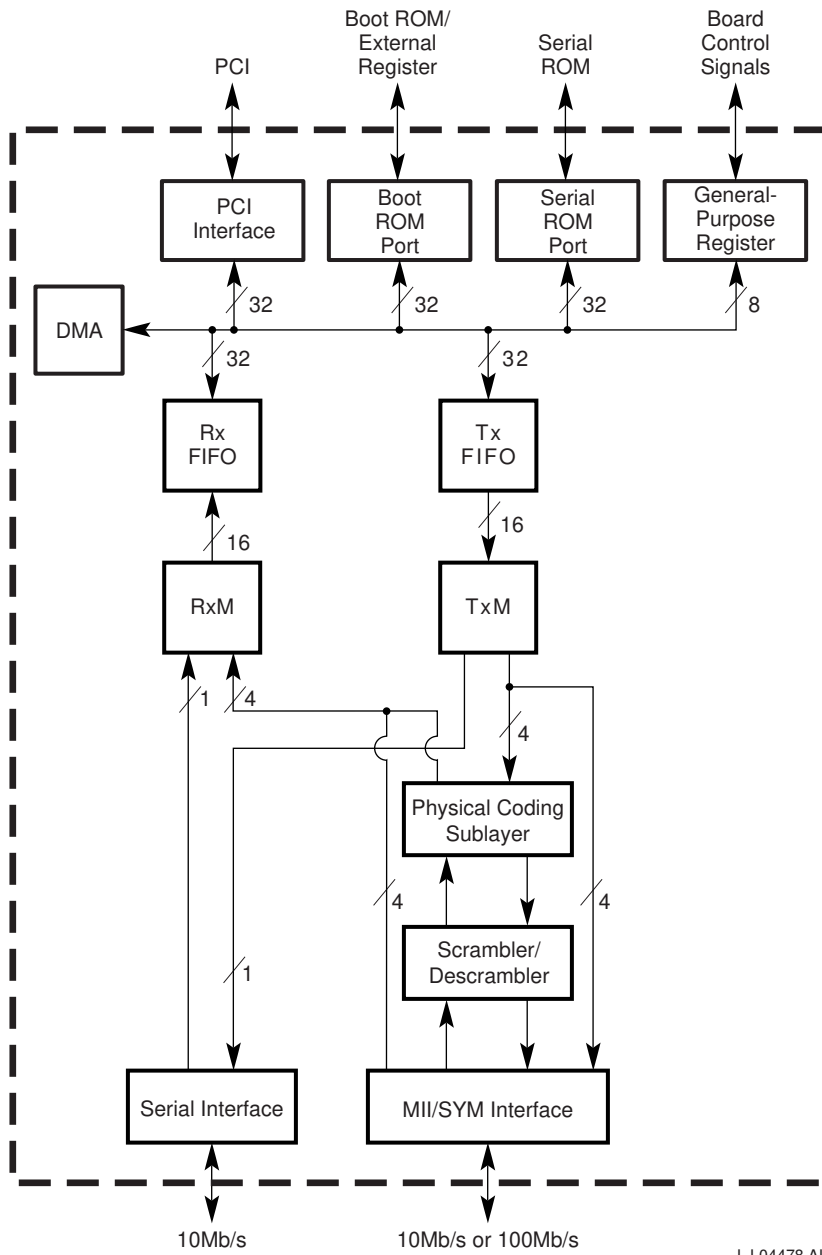 Boot ROM/
External
Register
PCI
Serial
ROM
Board
Control
Signals
PCI
Interface
Boot
ROM
Port
Serial
ROM
Port
General-
Purpose
Register
32
32
32
8
DMA
32
32
Rx
FIFO
Tx
FIFO
16
16
RxM
TxM
1
4
4
Physical Coding
Sublayer
4
4
Scrambler/
Descrambler
1
Serial Interface
MII/SYM Interface
10Mb/s
10Mb/s or 100Mb/s